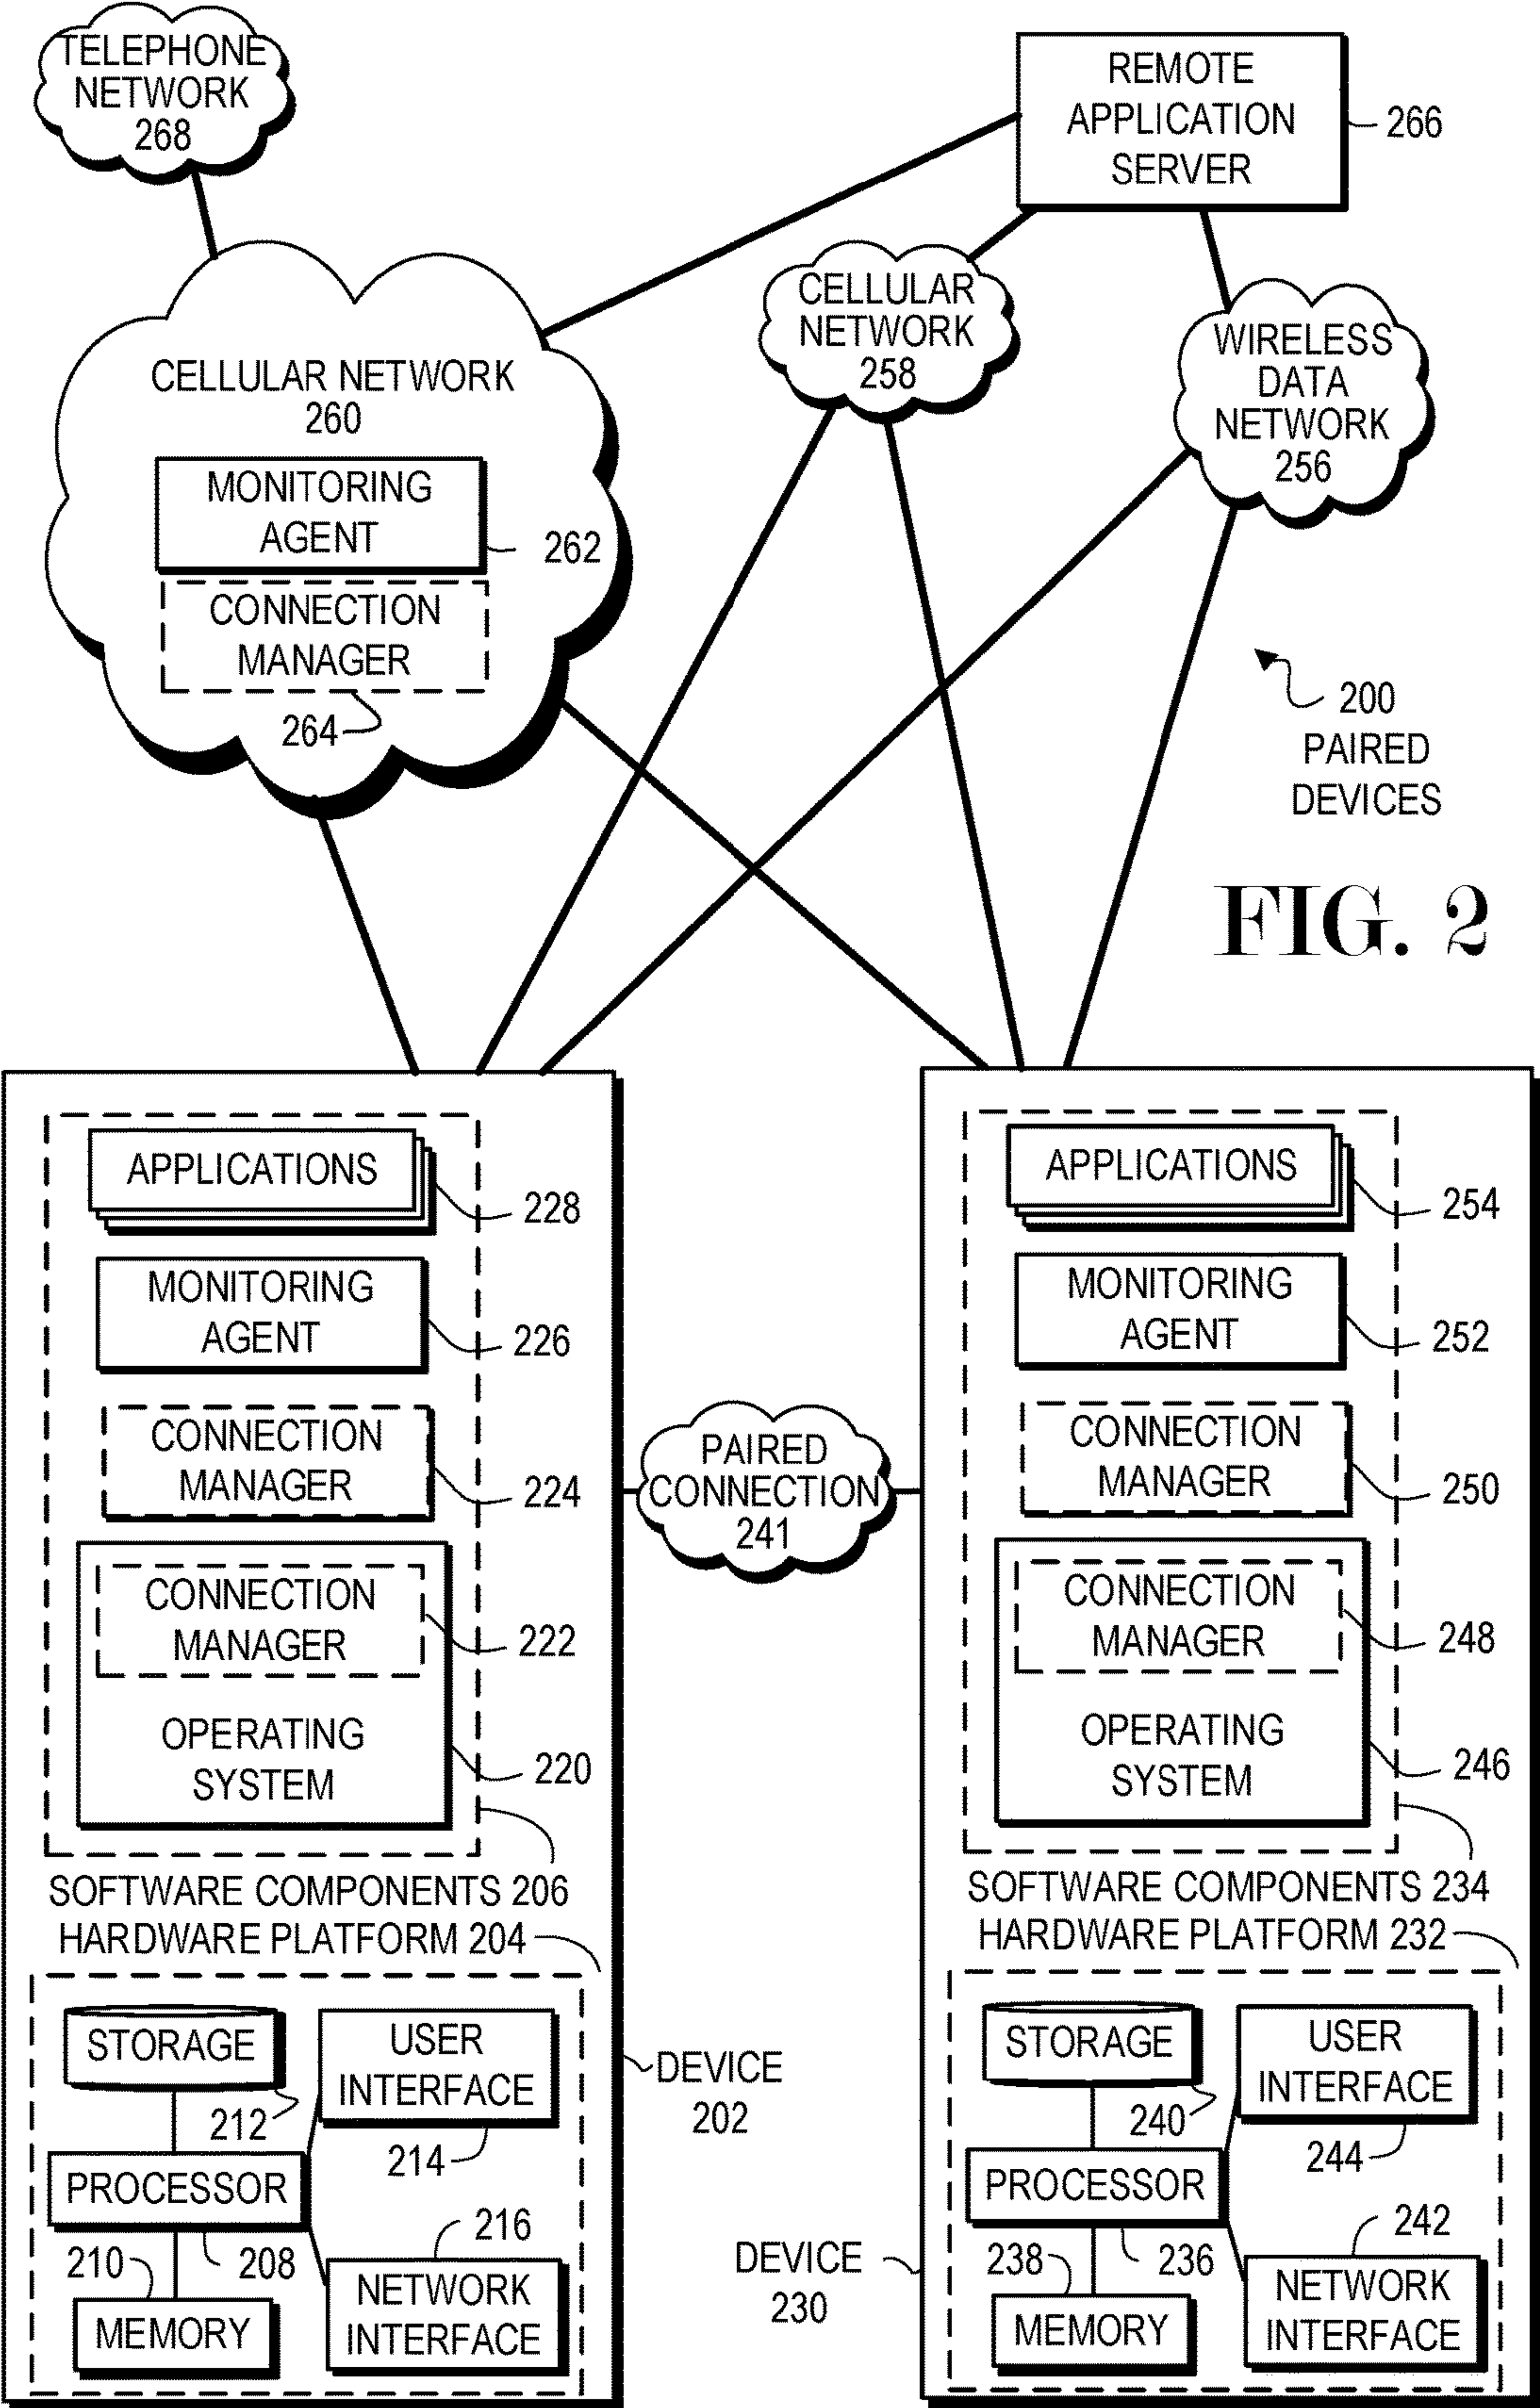 TELEPHONE
NETWORK
268
REMOTE
APPLICATION
SERVER
266
CELLULAR
NETWORK
258
WIRELESS
DATA
NETWORK
256
CELLULAR NETWORK
260
MONITORING
AGENT
262
CONNECTION
MANAGER
264
200
PAIRED
DEVICES
FIG. 2
APPLICATIONS
228
MONITORING
AGENT
226
CONNECTION
MANAGER
224
CONNECTION
MANAGER
222
OPERATING
SYSTEM
220
SOFTWARE COMPONENTS 206
HARDWARE PLATFORM 204
STORAGE
212
USER
INTERFACE
214
PROCESSOR
208
216
210
MEMORY
NETWORK
INTERFACE
DEVICE
202
PAIRED
CONNECTION
241
APPLICATIONS
254
MONITORING
AGENT
252
CONNECTION
MANAGER
250
CONNECTION
MANAGER
248
OPERATING
SYSTEM
246
SOFTWARE COMPONENTS 234
HARDWARE PLATFORM 232
STORAGE
240
USER
INTERFACE
244
PROCESSOR
236
242
238
MEMORY
NETWORK
INTERFACE
DEVICE
230